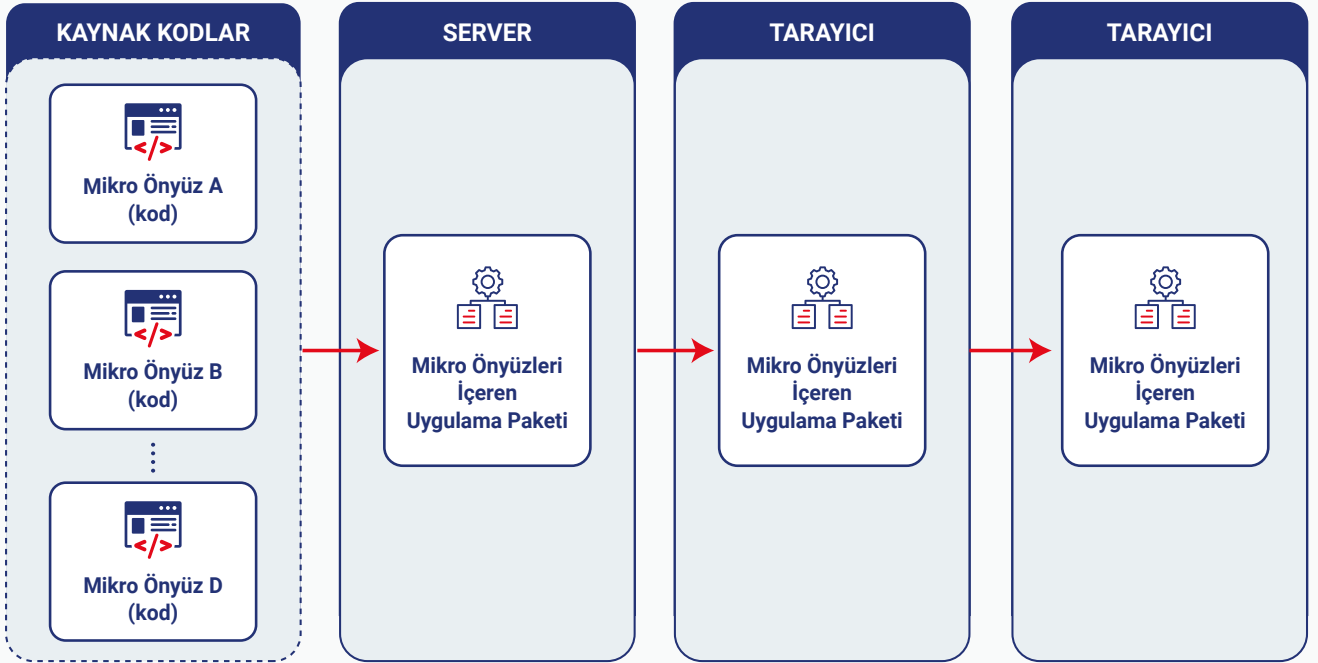 KAYNAK KODLAR
Mikro Önyüz A
(kod)
Mikro Önyüz B
(kod)
Mikro Önyüz D
(kod)
SERVER
Mikro Önyüzleri
İçeren
Uygulama Paketi
TARAYICI
Mikro Önyüzleri
İçeren
Uygulama Paketi
TARAYICI
Mikro Önyüzleri
İçeren
Uygulama Paketi